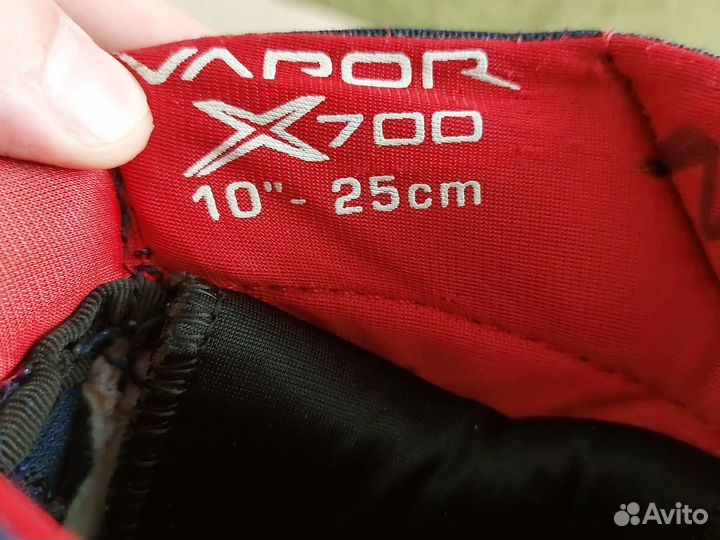 VAPOR
X700
10"- 25cm
Avito